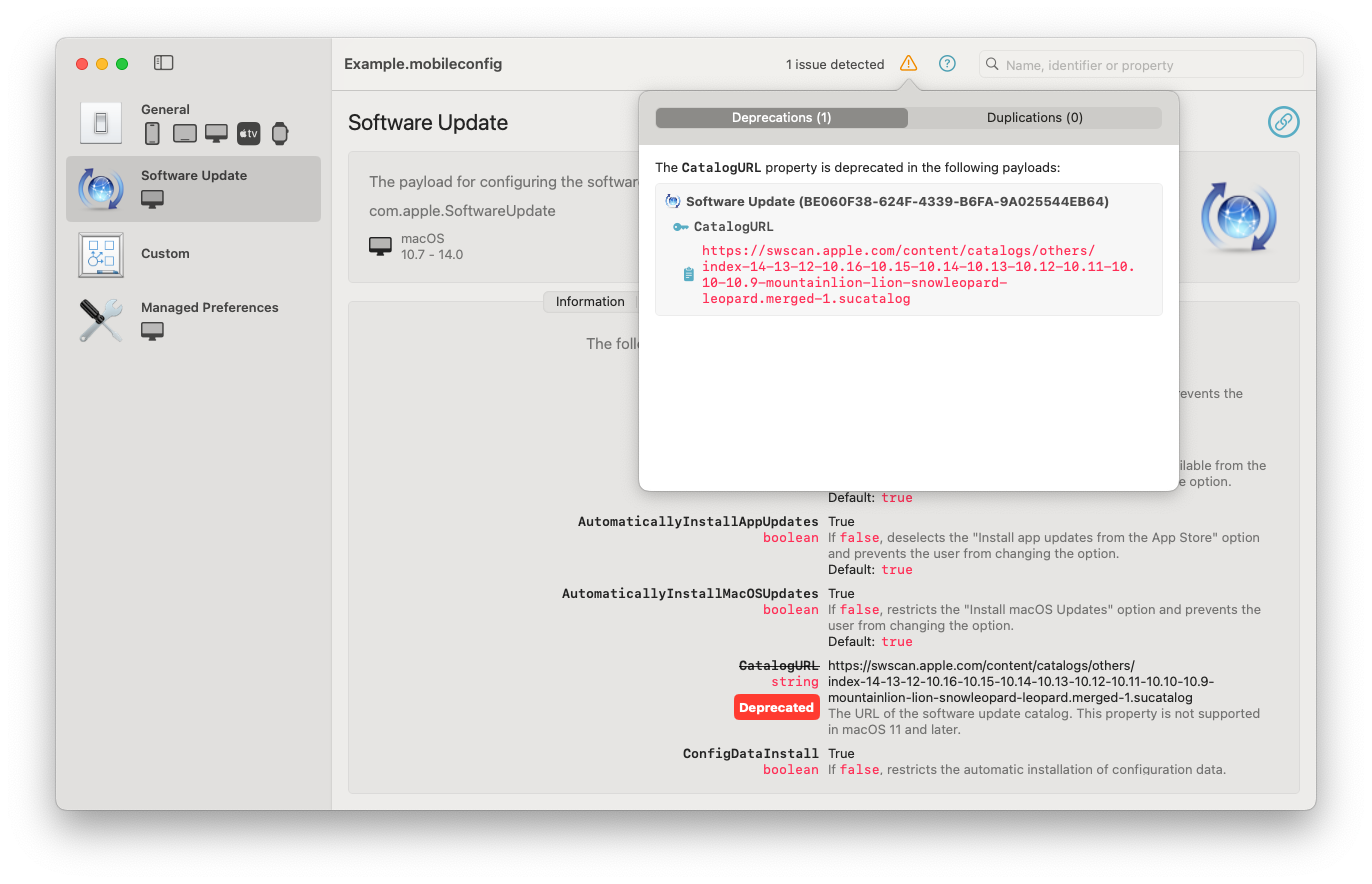 Example.mobileconfig
1 issue detected
Name, identifier or property
General
tv
Software Update
Custom
Managed Preferences
Software Update
The payload for configuring the softwar
com.apple.SoftwareUpdate
macOS
10.7 - 14.0
Deprecations (1)
Duplications (0)
The CatalogURL property is deprecated in the following payloads:
Software Update (BE060F38-624F-4339-B6FA-9A025544EB64)
CatalogURL
https://swscan.apple.com/content/catalogs/others/
index-14-13-12-10.16-10.15-10.14-10.13-10.12-10.11-10.
10-10.9-mountainlion-lion-snowleopard-
leopard.merged-1.sucatalog
Information
The foll
revents the
ilable from the
e option.
Default: true
AutomaticallyInstallAppUpdates True
boolean If false, deselects the "Install app updates from the App Store" option
and prevents the user from changing the option.
Default: true
AutomaticallyInstallMacOSUpdates True
boolean If false, restricts the "Install macOS Updates" option and prevents the
user from changing the option.
Default: true
CatalogURL https://swscan.apple.com/content/catalogs/others/
string index-14-13-12-10.16-10.15-10.14-10.13-10.12-10.11-10.10-10.9-
mountainlion-lion-snowleopard-leopard.merged-1.sucatalog
Deprecated The URL of the software update catalog. This property is not supported
in macOS 11 and later.
ConfigDataInstall True
boolean If false, restricts the automatic installation of configuration data.